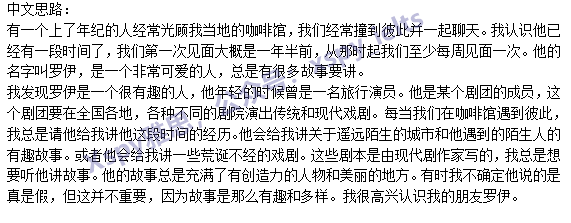 中文思路：
有一个上了年纪的人经常光顾我当地的咖啡馆，我们经常撞到彼此并一起聊天。我认识他已
经有一段时间了，我们第一次见面大概是一年半前，从那时起我们至少每周见面一次。他的
名字叫罗伊，是一个非常可爱的人，总是有很多故事要讲。
我发现罗伊是一个很有趣的人，他年轻的时候曾是一名旅行演员。他是某个剧团的成员，这
个剧团要在全国各地，各种不同的剧院演出传统和现代戏剧。每当我们在咖啡馆遇到彼此，
我总是请他给我讲他这段时间的经历。他会给我讲关于遥远陌生的城市和他遇到的陌生人的
有趣故事。或者他会给我讲一些荒诞不经的戏剧。这些剧本是由现代剧作家写的，我总是想
要听他讲故事。他的故事总是充满了有创造力的人物和美丽的地方。有时我不确定他说的是
真是假，但这并不重要，因为故事是那么有趣和多样。我很高兴认识我的朋友罗伊。